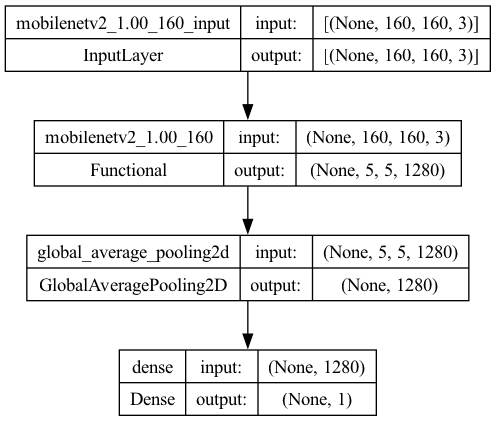 mobilenetv2_1.00_160_input input: [(None, 160, 160, 3)]
InputLayer output: [(None, 160, 160, 3)]
mobilenetv2_1.00_160 input: (None, 160, 160, 3)
Functional output: (None, 5, 5, 1280)
global_average_pooling2d input: (None, 5, 5, 1280)
GlobalAveragePooling2D output: (None, 1280)
dense input: (None, 1280)
Dense output: (None, 1)